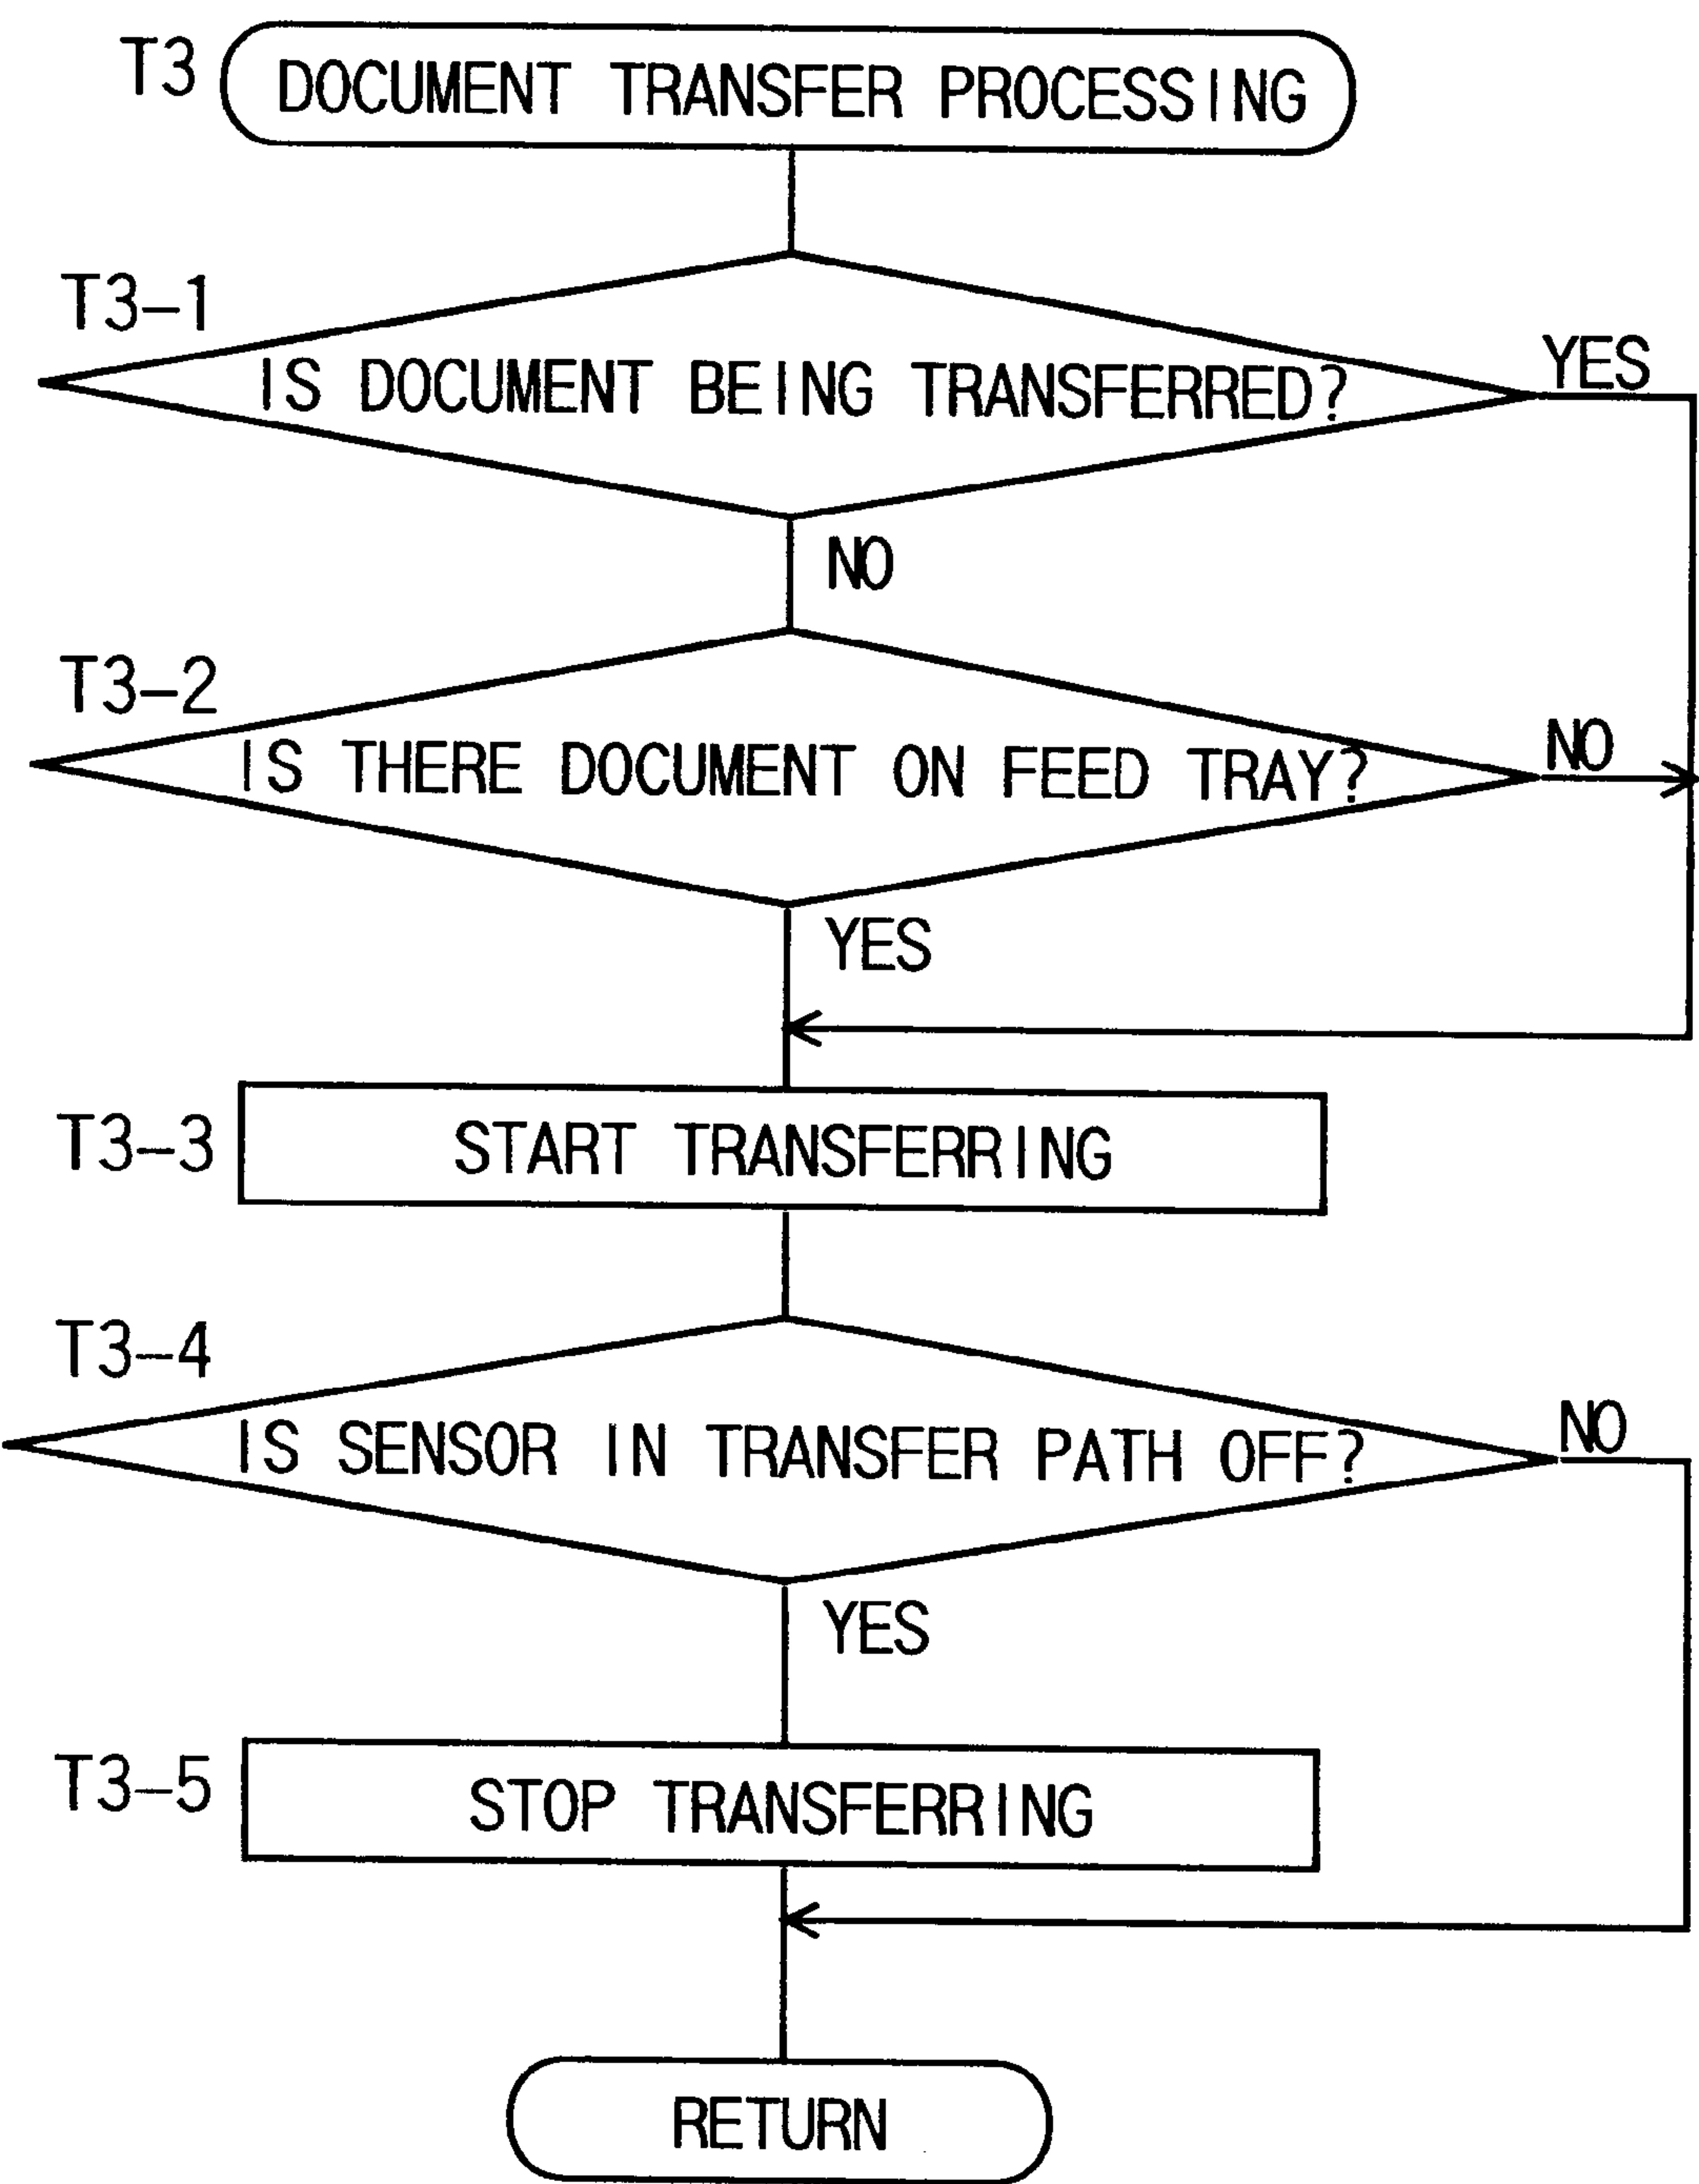 T3 DOCUMENT TRANSFER PROCESSING
T3-1
IS DOCUMENT BEING TRANSFERRED?
YES
NO
T3-2
IS THERE DOCUMENT ON FEED TRAY?
NO
YES
T3-3 START TRANSFERRING
T3-4
IS SENSOR IN TRANSFER PATH OFF?
NO
YES
T3-5 STOP TRANSFERRING
RETURN